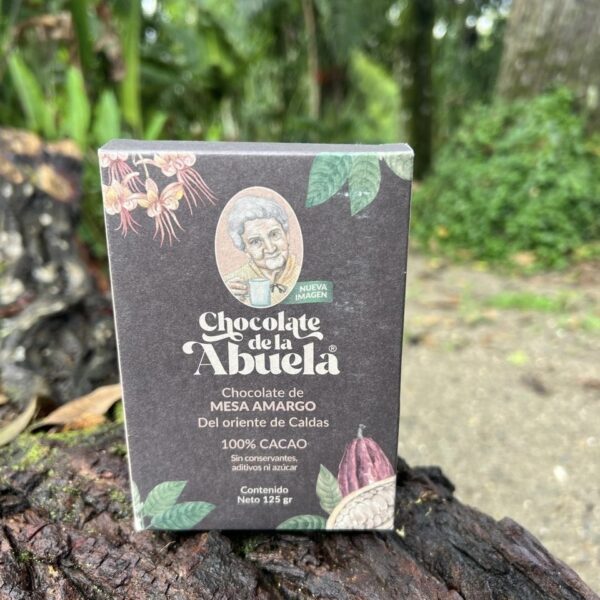 NUEVA
IMAGEN
Chocolate
de la
Abuela®
Chocolate de
MESA AMARGO
Del oriente de Caldas
100% CACAO
Sin conservantes,
aditivos ni azúcar
Contenido
Neto 125 gr